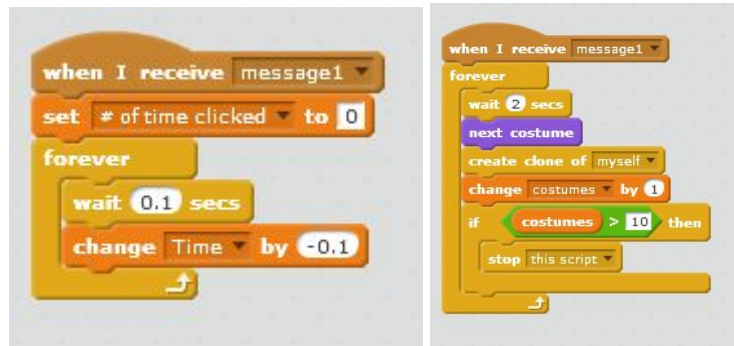 when I receive message1
set # of time clicked to 0
forever
wait 0.1 secs
change Time by -0.1
when I receive message1
forever
wait 2 secs
next costume
create clone of myself
change costumes by 1
if costumes > 10 then
stop this script